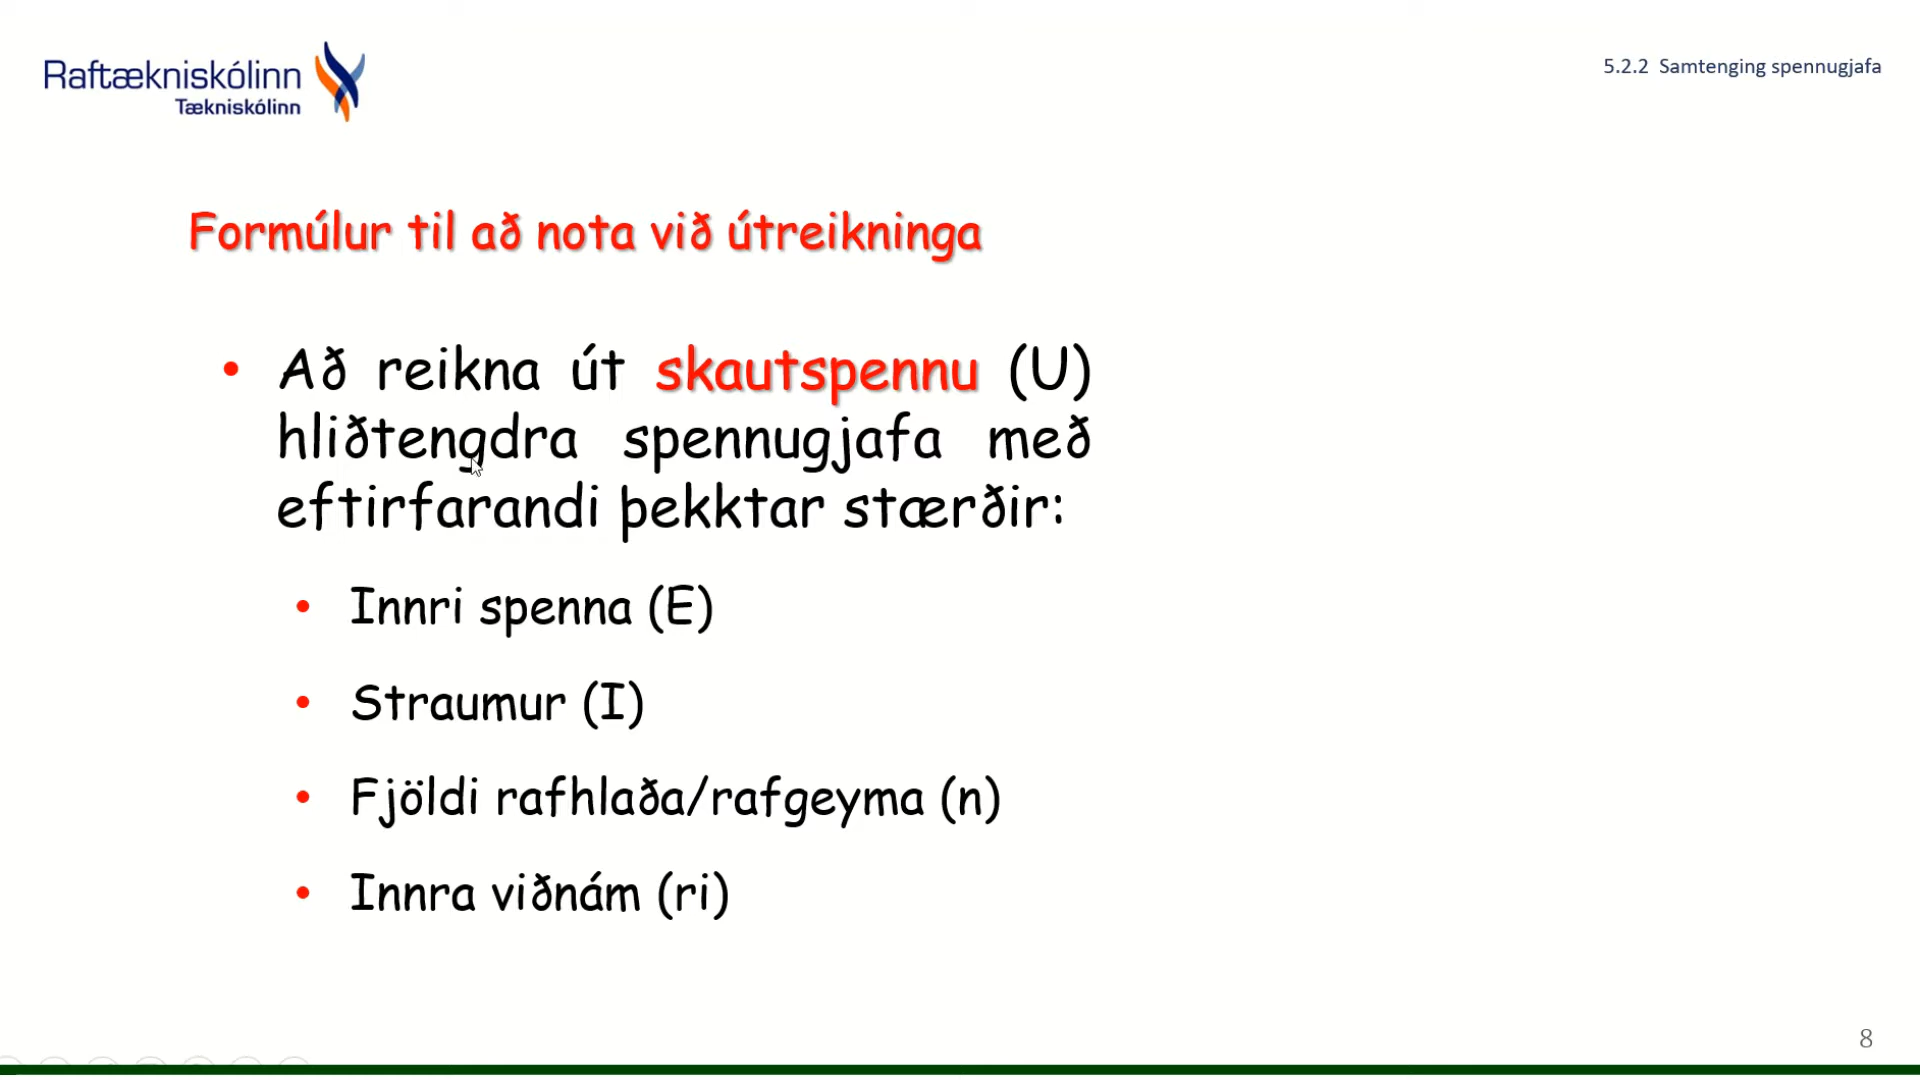 Raftækniskólinn
Tækniskólinn
5.2.2 Samtenging spennugjafa
Formúlur til að nota við útreikninga
• Að reikna út skautspennu (U)
hliðtengdra spennugjafa með
eftirfarandi þekktar stærðir:
• Innri spenna (E)
• Straumur (I)
• Fjöldi rafhlaða/rafgeyma (n)
• Innra viðnám (ri)
8